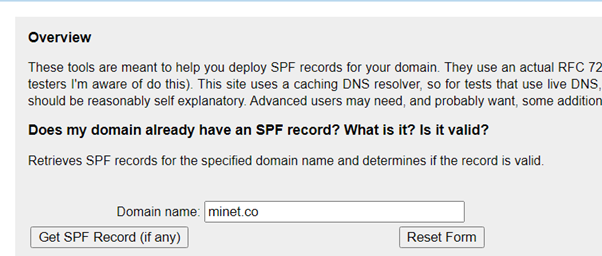 Overview
These tools are meant to help you deploy SPF records for your domain. They use an actual RFC 72
testers I'm aware of do this). This site uses a caching DNS resolver, so for tests that use live DNS,
should be reasonably self explanatory. Advanced users may need, and probably want, some addition
Does my domain already have an SPF record? What is it? Is it valid?
Retrieves SPF records for the specified domain name and determines if the record is valid.
Domain name: minet.co
Get SPF Record (if any) Reset Form